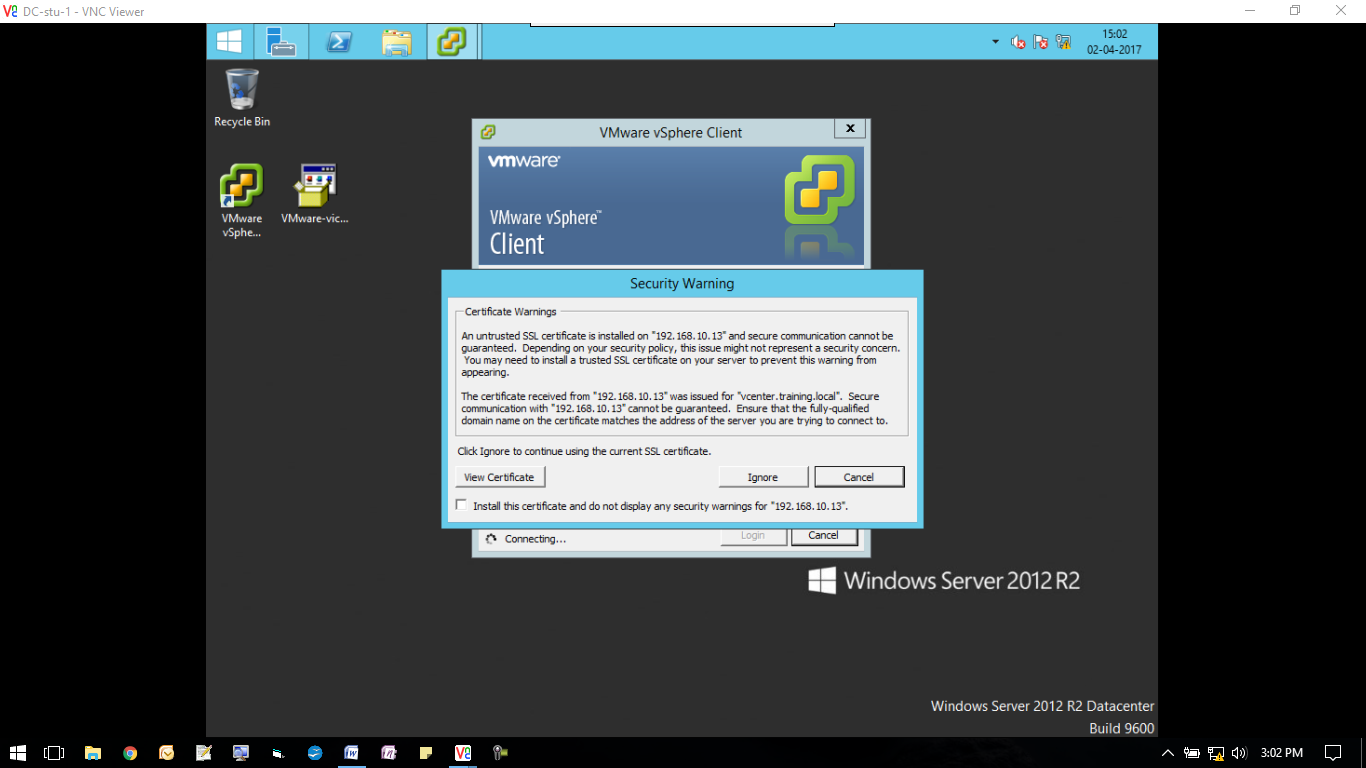 DC-stu-1 - VNC Viewer
15:02
02-04-2017
Recycle Bin
VMware vSphe...
VMware-vic...
VMware vSphere Client
vmware
VMware vSphere™
Client
Security Warning
Certificate Warnings
An untrusted SSL certificate is installed on "192.168.10.13" and secure communication cannot be
guaranteed. Depending on your security policy, this issue might not represent a security concern.
You may need to install a trusted SSL certificate on your server to prevent this warning from
appearing.
The certificate received from "192.168.10.13" was issued for "vcenter.training.local". Secure
communication with "192.168.10.13" cannot be guaranteed. Ensure that the fully-qualified
domain name on the certificate matches the address of the server you are trying to connect to.
Click Ignore to continue using the current SSL certificate.
View Certificate
Ignore
Cancel
Install this certificate and do not display any security warnings for "192.168.10.13".
Connecting...
Login
Cancel
Windows Server 2012 R2
Windows Server 2012 R2 Datacenter
Build 9600
3:02 PM